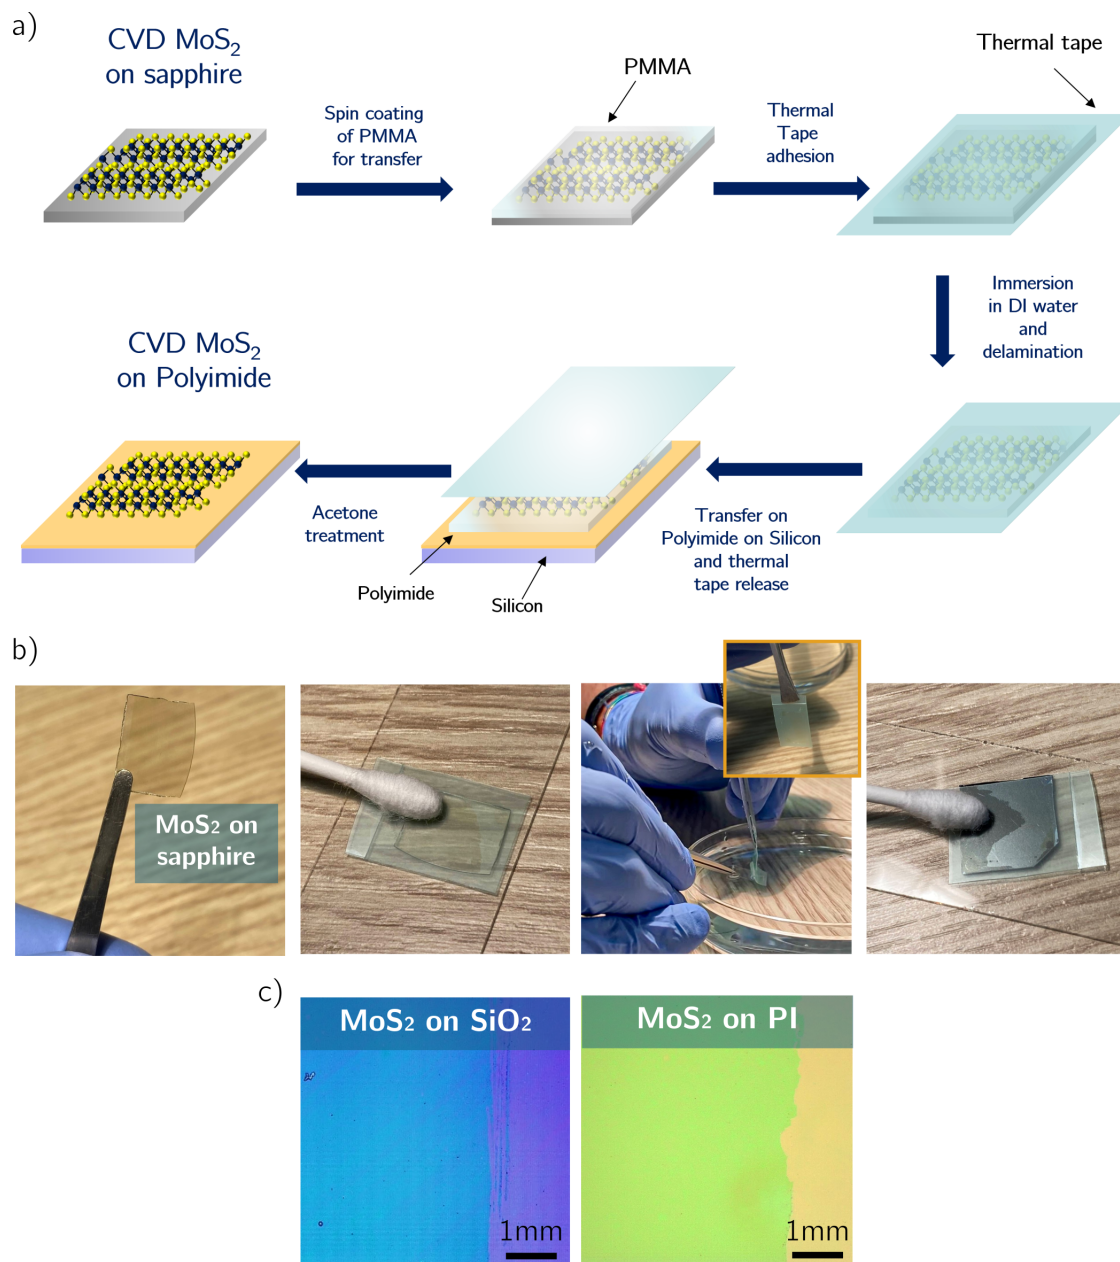 a)
CVD MoS₂
on sapphire
Spin coating
of PMMA
for transfer
PMMA
Thermal
Tape
adhesion
Thermal tape
Immersion
in DI water
and
delamination
CVD MoS₂
on Polyimide
Acetone
treatment
Polyimide
Silicon
Transfer on
Polyimide on Silicon
and thermal
tape release
b)
MoS₂ on
sapphire
c)
MoS₂ on SiO₂
1mm
MoS₂ on PI
1mm